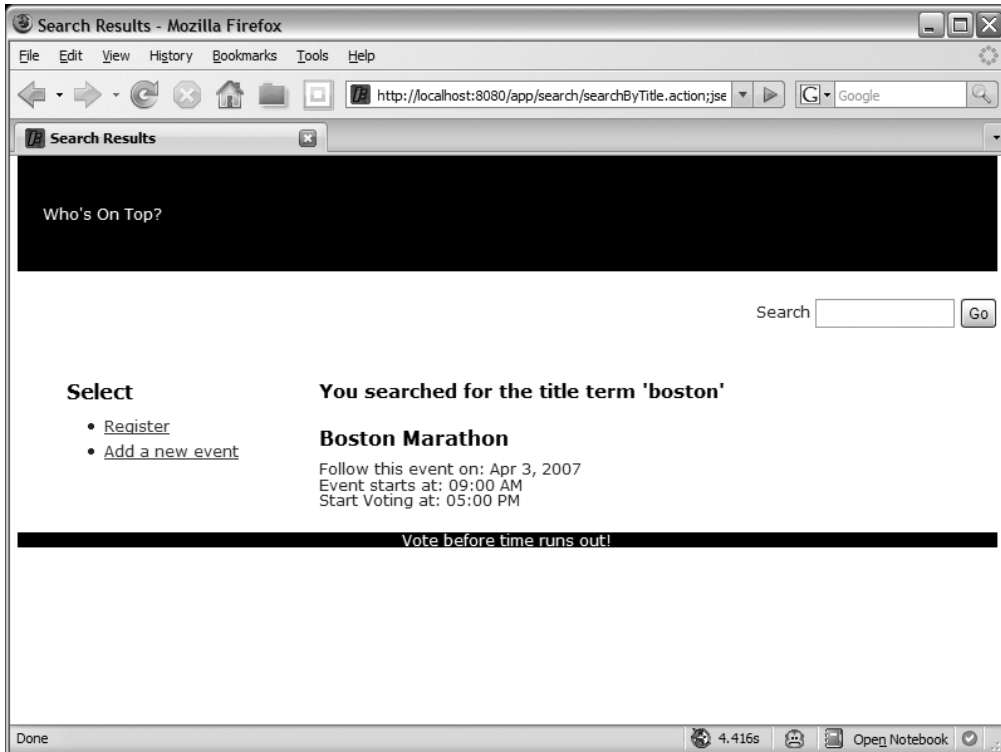 Search Results - Mozilla Firefox
File Edit View History Bookmarks Tools Help
http://localhost:8080/app/search/searchByTitle.action;jse
G Google
Search Results
Who's On Top?
Search Go
Select
Register
Add a new event
You searched for the title term 'boston'
Boston Marathon
Follow this event on: Apr 3, 2007
Event starts at: 09:00 AM
Start Voting at: 05:00 PM
Vote before time runs out!
Done 4.416s Open Notebook